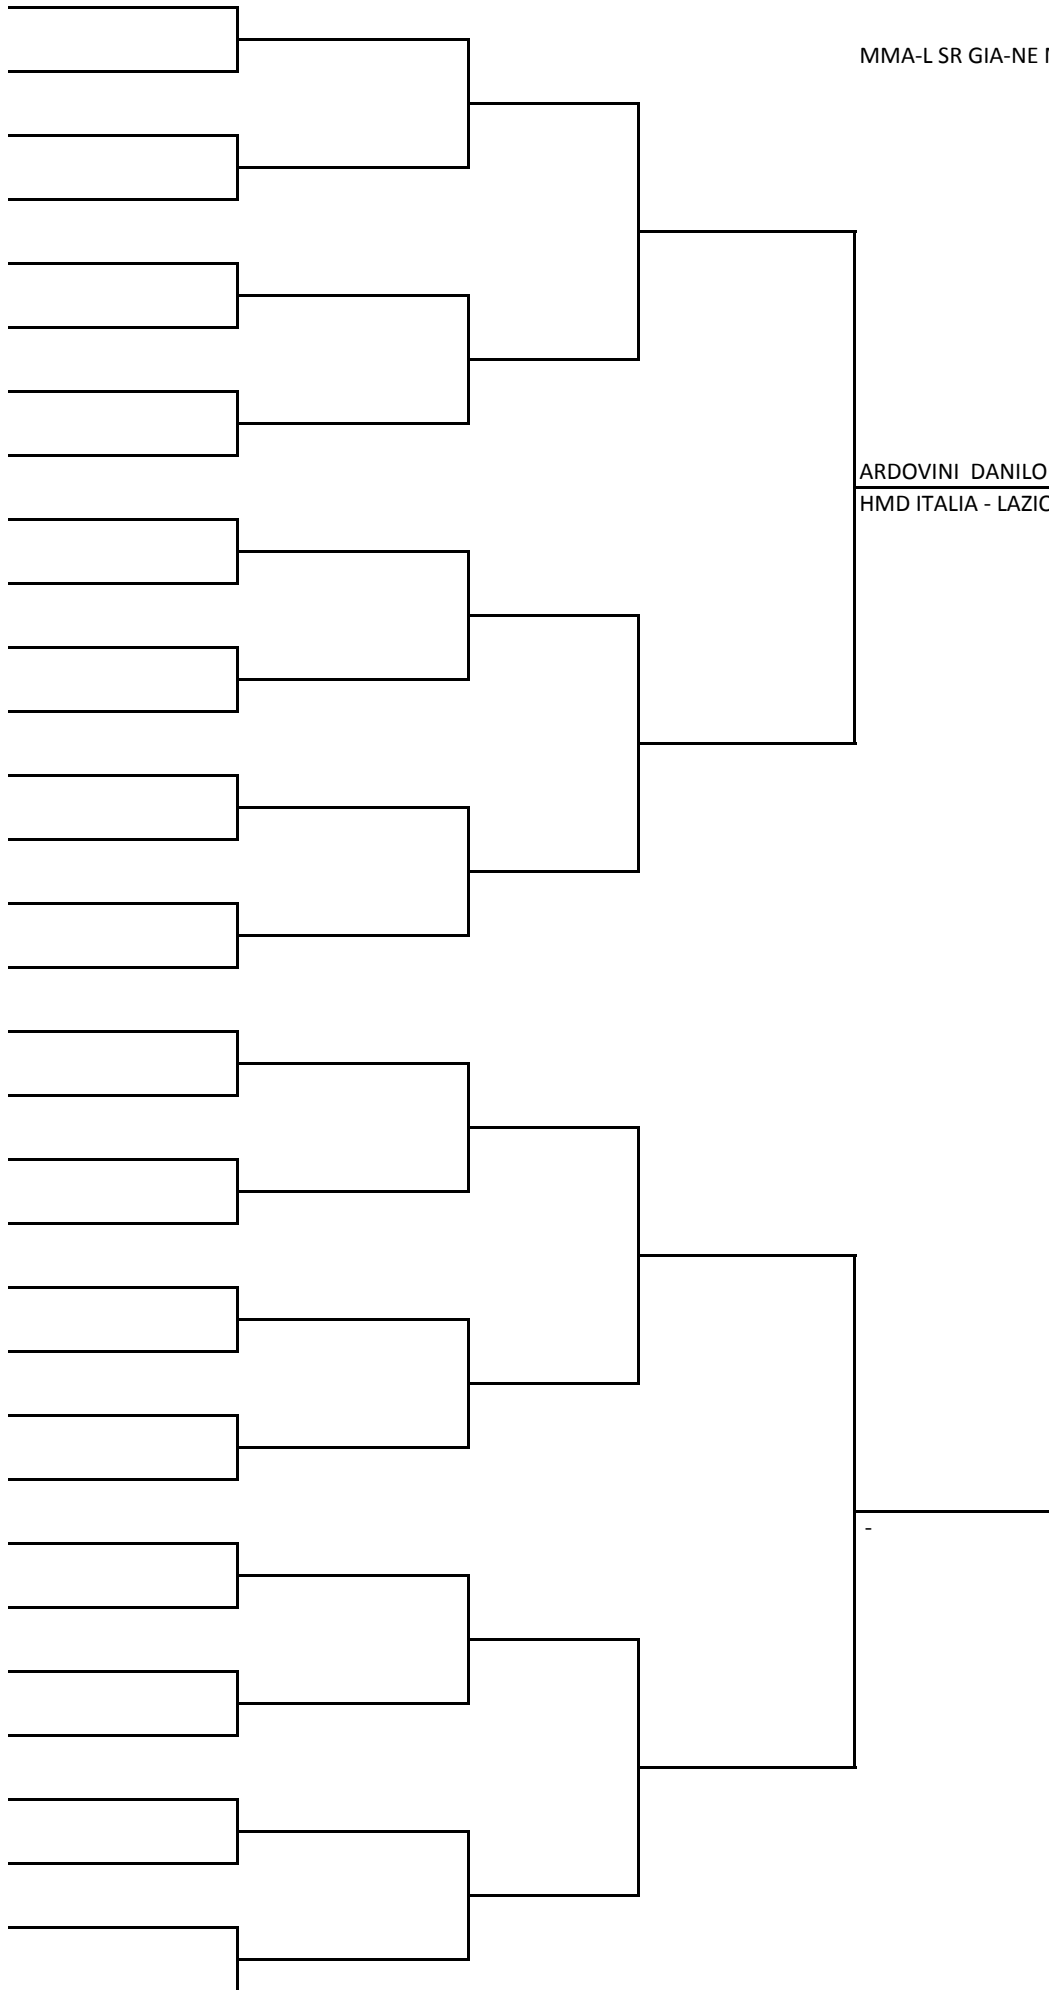 MMA-L SR GIA-NE
ARDOVINI  DANILO
HMD ITALIA - LAZIO
-